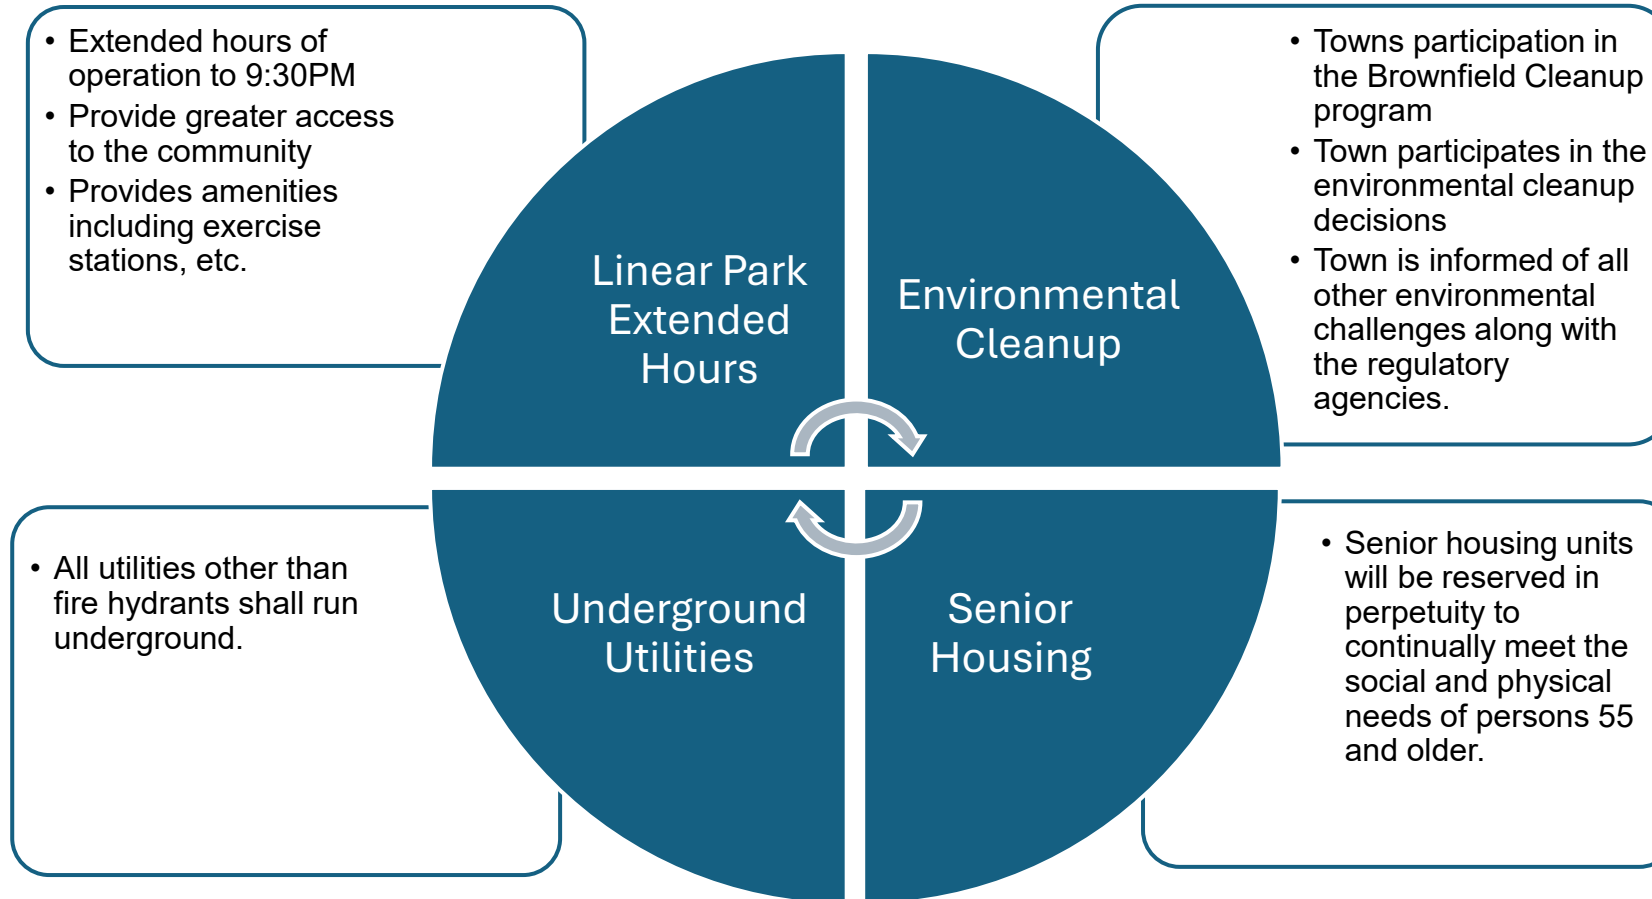 • Extended hours of
operation to 9:30PM
• Provide greater access
to the community
• Provides amenities
including exercise
stations, etc.
Linear Park
Extended
Hours
Environmental
Cleanup
• Towns participation in
the Brownfield Cleanup
program
• Town participates in the
environmental cleanup
decisions
• Town is informed of all
other environmental
challenges along with
the regulatory
agencies.
• All utilities other than
fire hydrants shall run
underground.
Underground
Utilities
Senior
Housing
• Senior housing units
will be reserved in
perpetuity to
continually meet the
social and physical
needs of persons 55
and older.